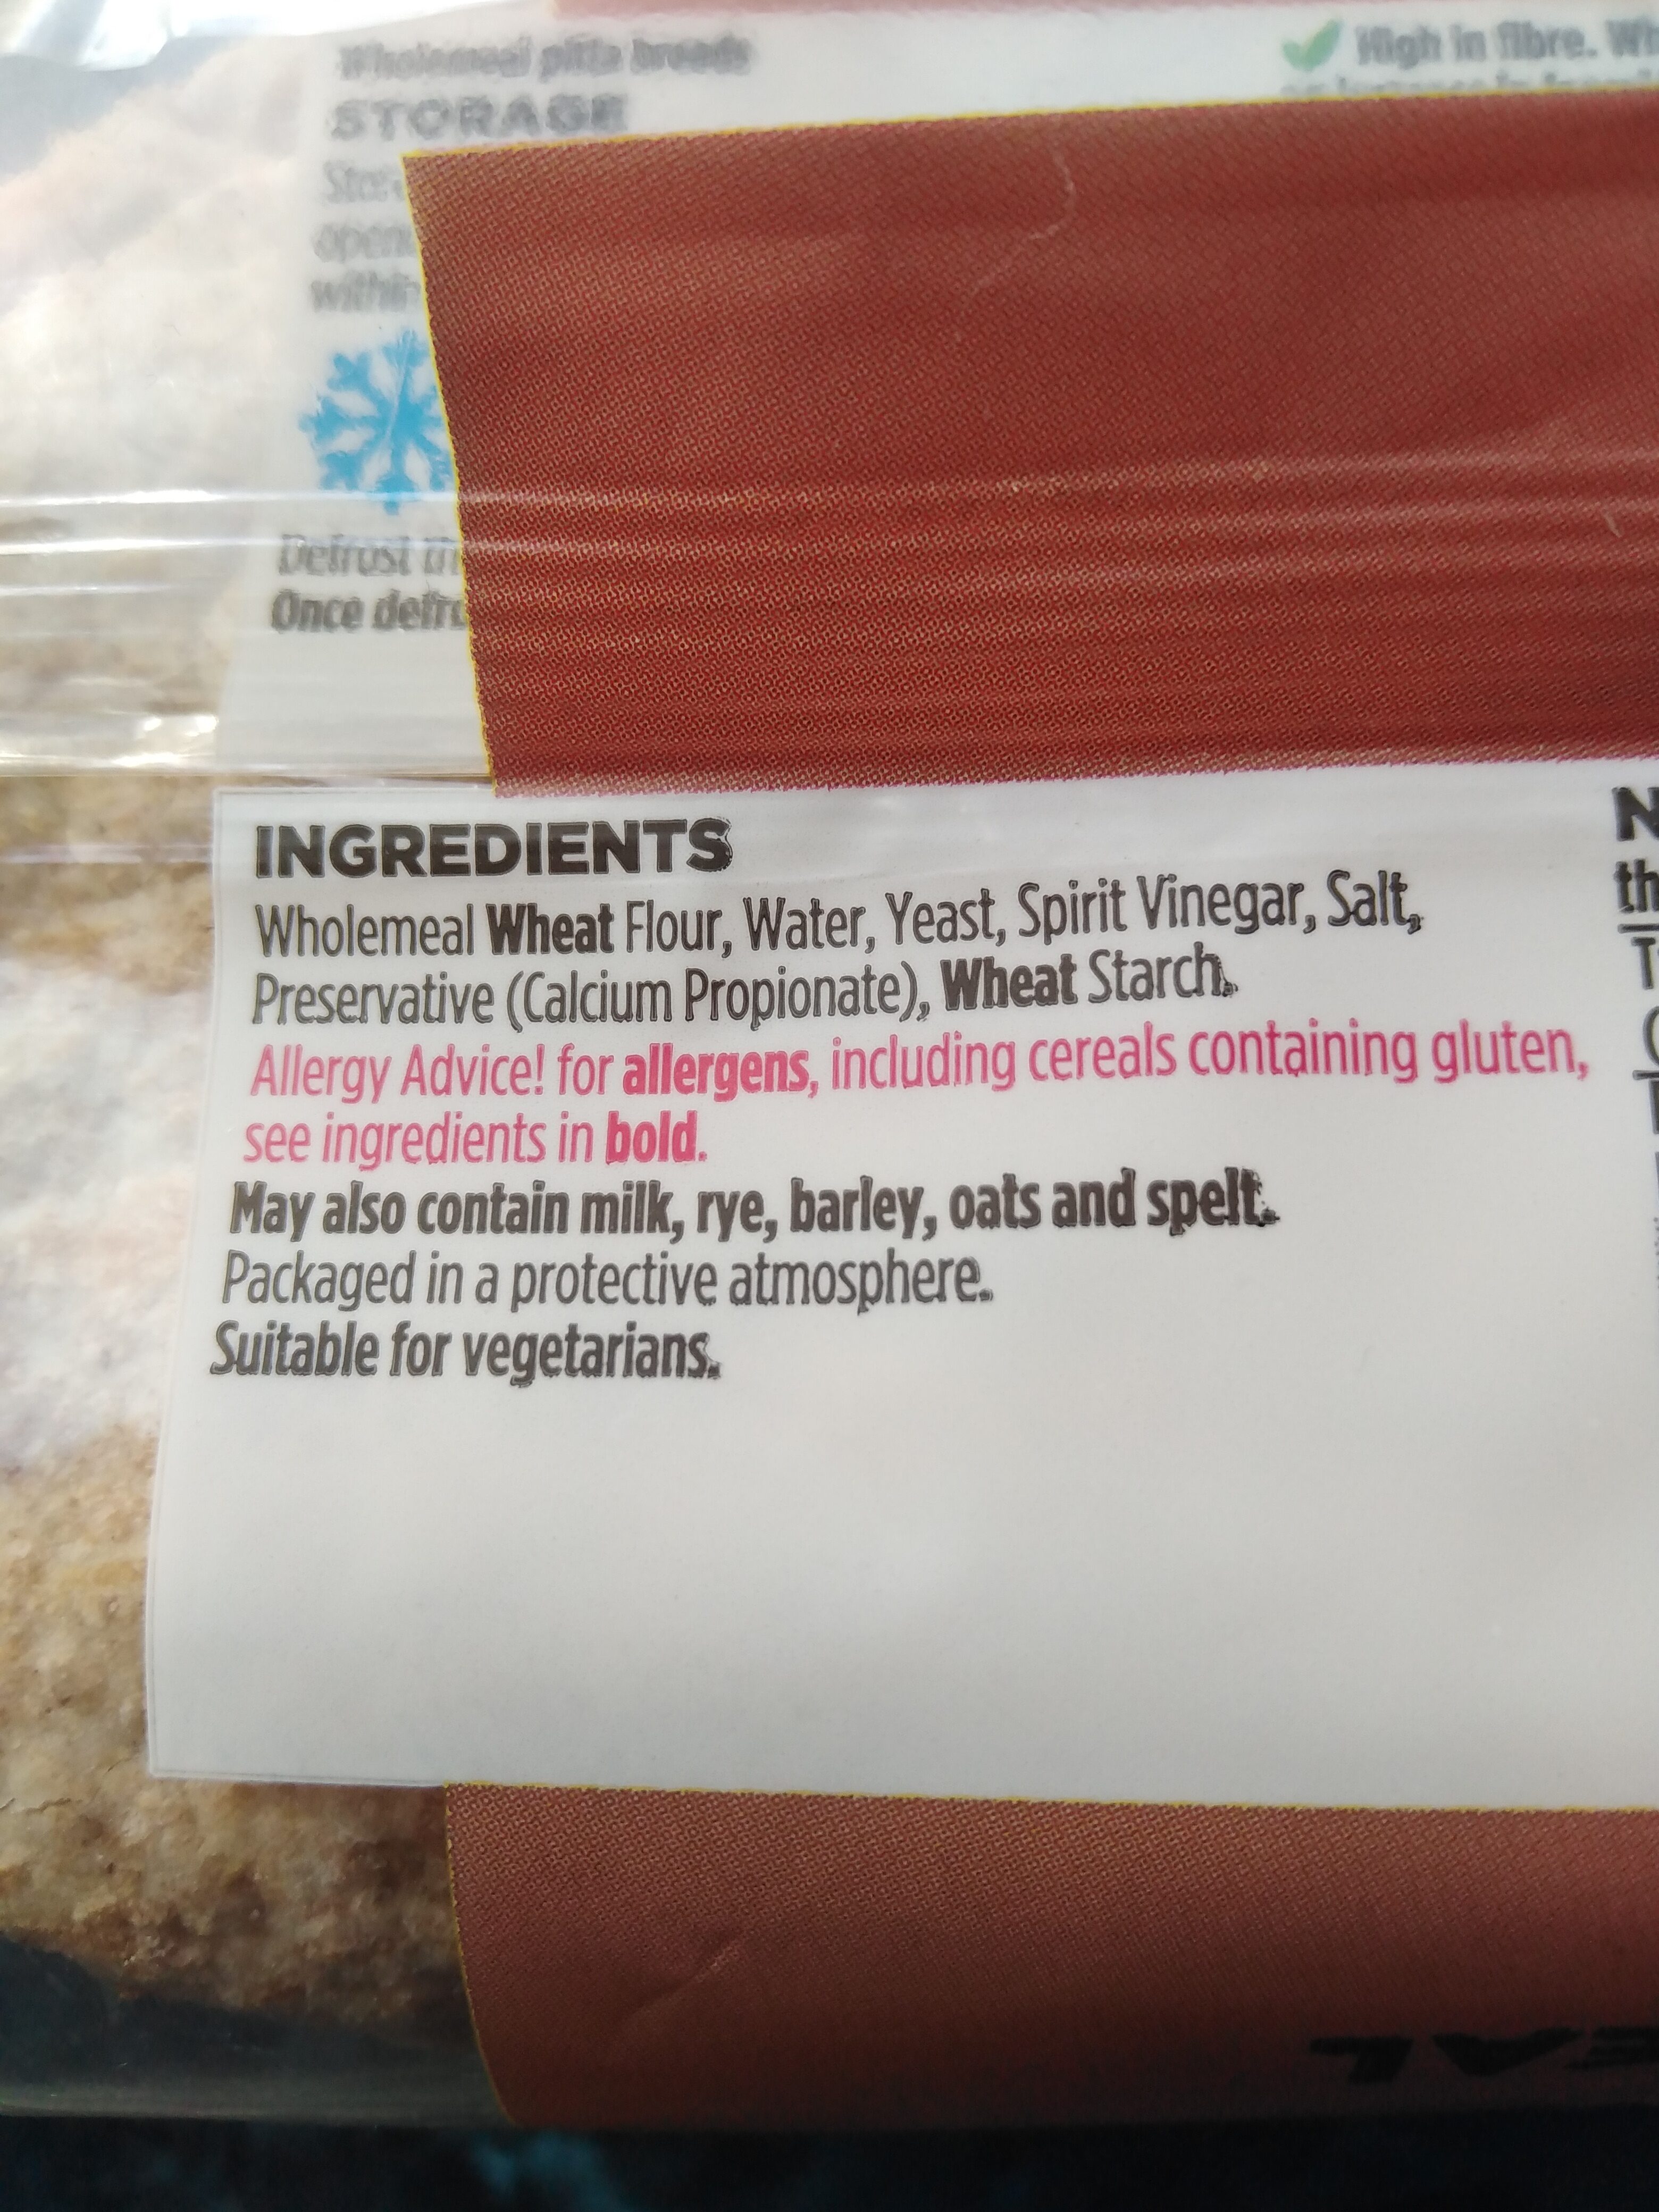 Wholemeal pitta breads
STORAGE
High in fibre.
Once
INGREDIENTS
Wholemeal Wheat Flour, Water, Yeast, Spirit Vinegar, Salt,
Preservative (Calcium Propionate), Wheat Starch.
Allergy Advice! for allergens, including cereals containing gluten,
see ingredients in bold.
May also contain milk, rye, barley, oats and spelt.
Packaged in a protective atmosphere.
Suitable for vegetarians.